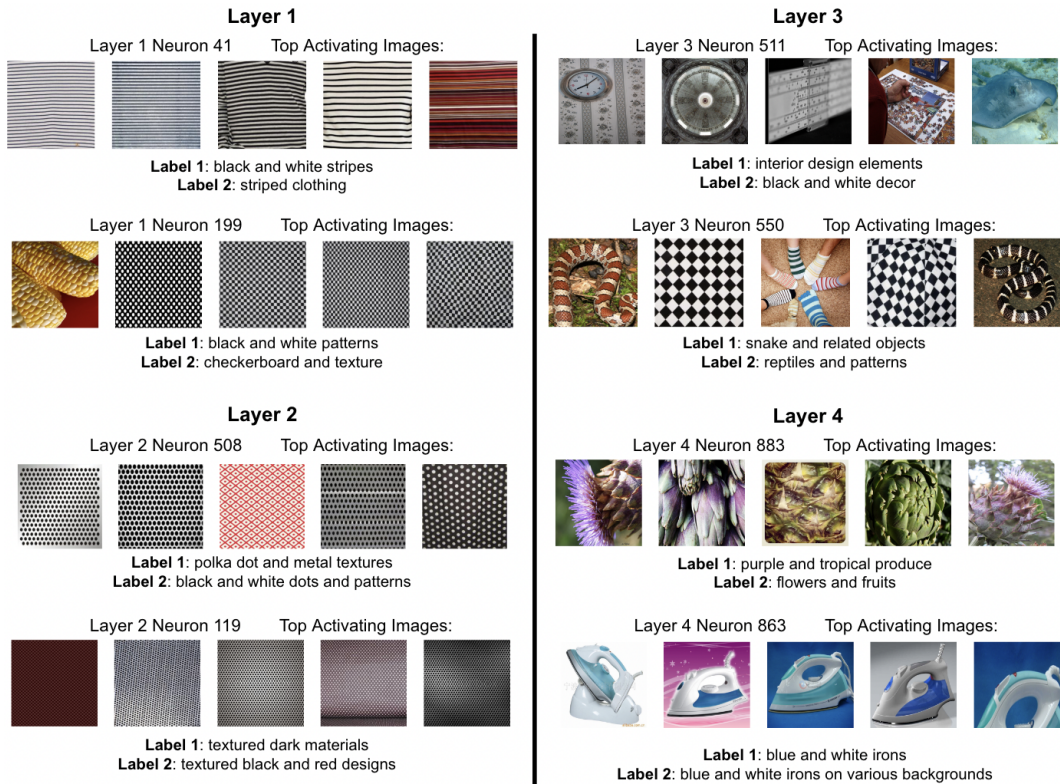 Layer 1
Layer 1 Neuron 41 Top Activating Images:
Label 1: black and white stripes
Label 2: striped clothing
Layer 1 Neuron 199 Top Activating Images:
Label 1: black and white patterns
Label 2: checkerboard and texture
Layer 2
Layer 2 Neuron 508 Top Activating Images:
Label 1: polka dot and metal textures
Label 2: black and white dots and patterns
Layer 2 Neuron 119 Top Activating Images:
Label 1: textured dark materials
Label 2: textured black and red designs
Layer 3
Layer 3 Neuron 511 Top Activating Images:
Label 1: interior design elements
Label 2: black and white decor
Layer 3 Neuron 550 Top Activating Images:
Label 1: snake and related objects
Label 2: reptiles and patterns
Layer 4
Layer 4 Neuron 883 Top Activating Images:
Label 1: purple and tropical produce
Label 2: flowers and fruits
Layer 4 Neuron 863 Top Activating Images:
Label 1: blue and white irons
Label 2: blue and white irons on various backgrounds